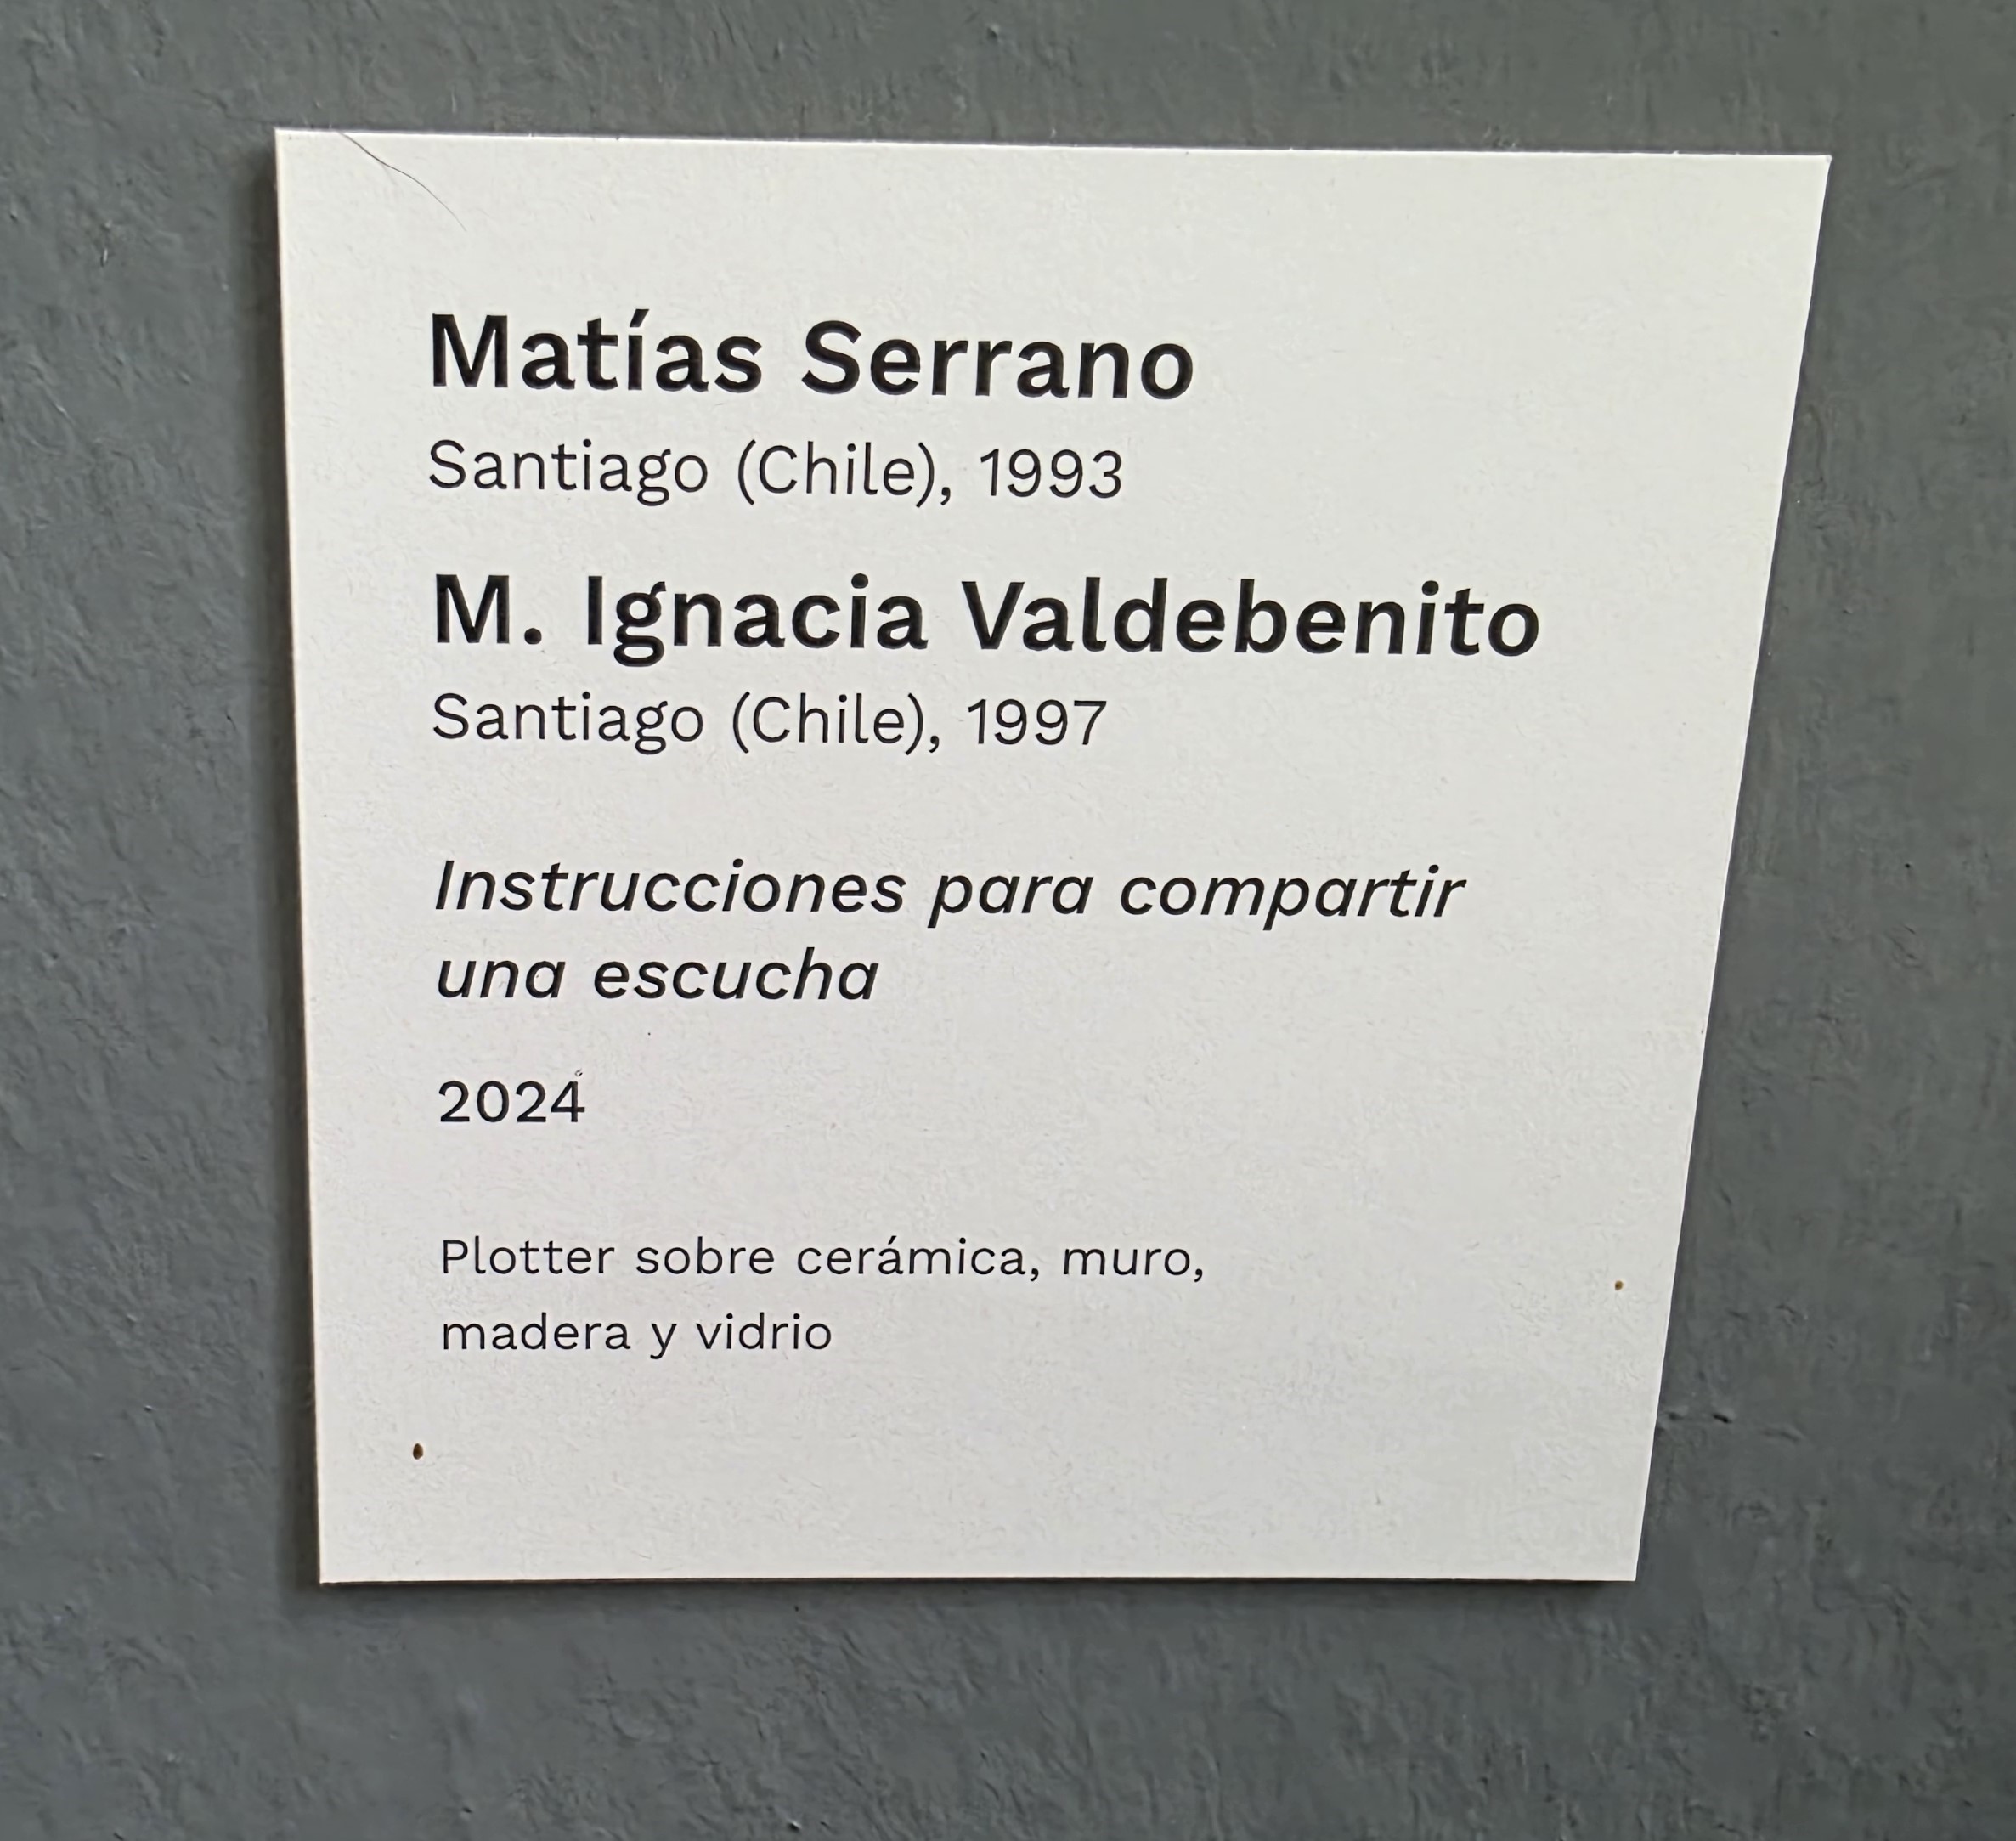 Matías Serrano
Santiago (Chile), 1993
M. Ignacia Valdebenito
Santiago (Chile), 1997
Instrucciones para compartir
una escucha
2024
Plotter sobre cerámica, muro,
madera y vidrio